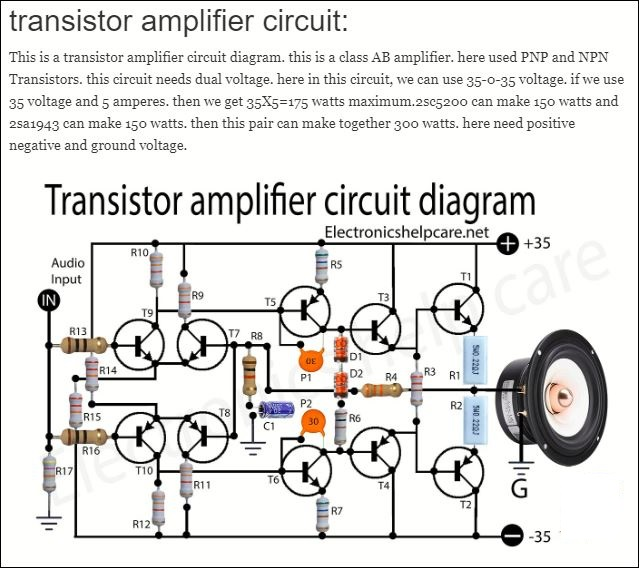 transistor amplifier circuit:
This is a transistor amplifier circuit diagram. this is a class AB amplifier. here used PNP and NPN
Transistors. this circuit needs dual voltage. here in this circuit, we can use 35-0-35 voltage. if we use
35 voltage and 5 amperes. then we get 35X5=175 watts maximum.2sc5200 can make 150 watts and
2sa1943 can make 150 watts. then this pair can make together 300 watts. here need positive
negative and ground voltage.
Transistor amplifier circuit diagram
Electronicshelpcare.net
+35
R10
R5
Audio
Input
T1
IN
R9
T5
T3
T9
R13
T7
R8
D1
P1
R14
D2
R4
R3
R1
5W0.22ΩJ
R15
C1
P2
R2
T8
30
R6
5W0.22ΩJ
R16
R17
T10
R11
T6
T4
G
R12
R7
T2
-35
Electronicshelpcare